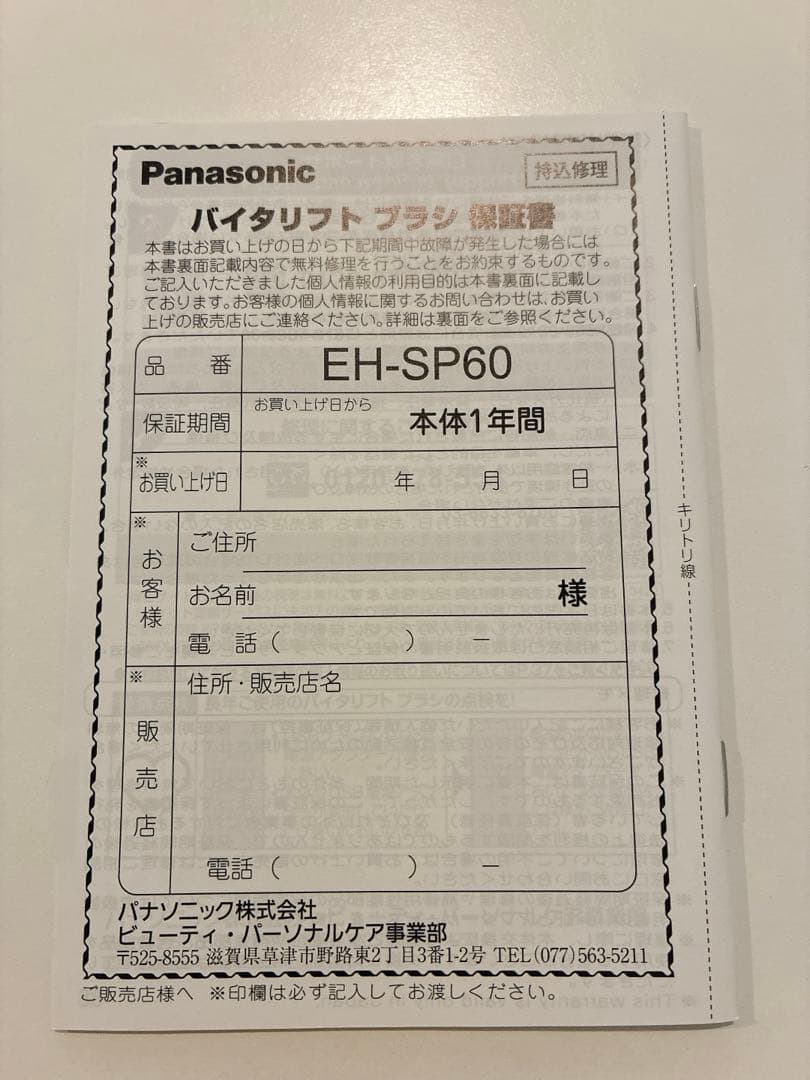 Panasonic
持込修理
バイタリフト ブラシ 保証書
本書はお買い上げの日から下記期間中故障が発生した場合には
本書裏面記載内容で無料修理を行うことをお約束するものです。
ご記入いただきました個人情報の利用目的は本書裏面に記載し
ております。お客様の個人情報に関するお問い合わせは、お買い
上げの販売店にご連絡ください。詳細は裏面をご参照ください。
品 番 EH-SP60
保証期間 お買い上げ日から 本体1年間
※お買い上げ日 年 月 日
※お客様
ご住所
お名前 様
電 話 ( ) －
※販売店
住所・販売店名
電話 ( ) －
パナソニック株式会社
ビューティ・パーソナルケア事業部
〒525-8555 滋賀県草津市野路東2丁目3番1-2号 TEL(077)563-5211
ご販売店様へ ※印欄は必ず記入してお渡しください。
キリトリ線